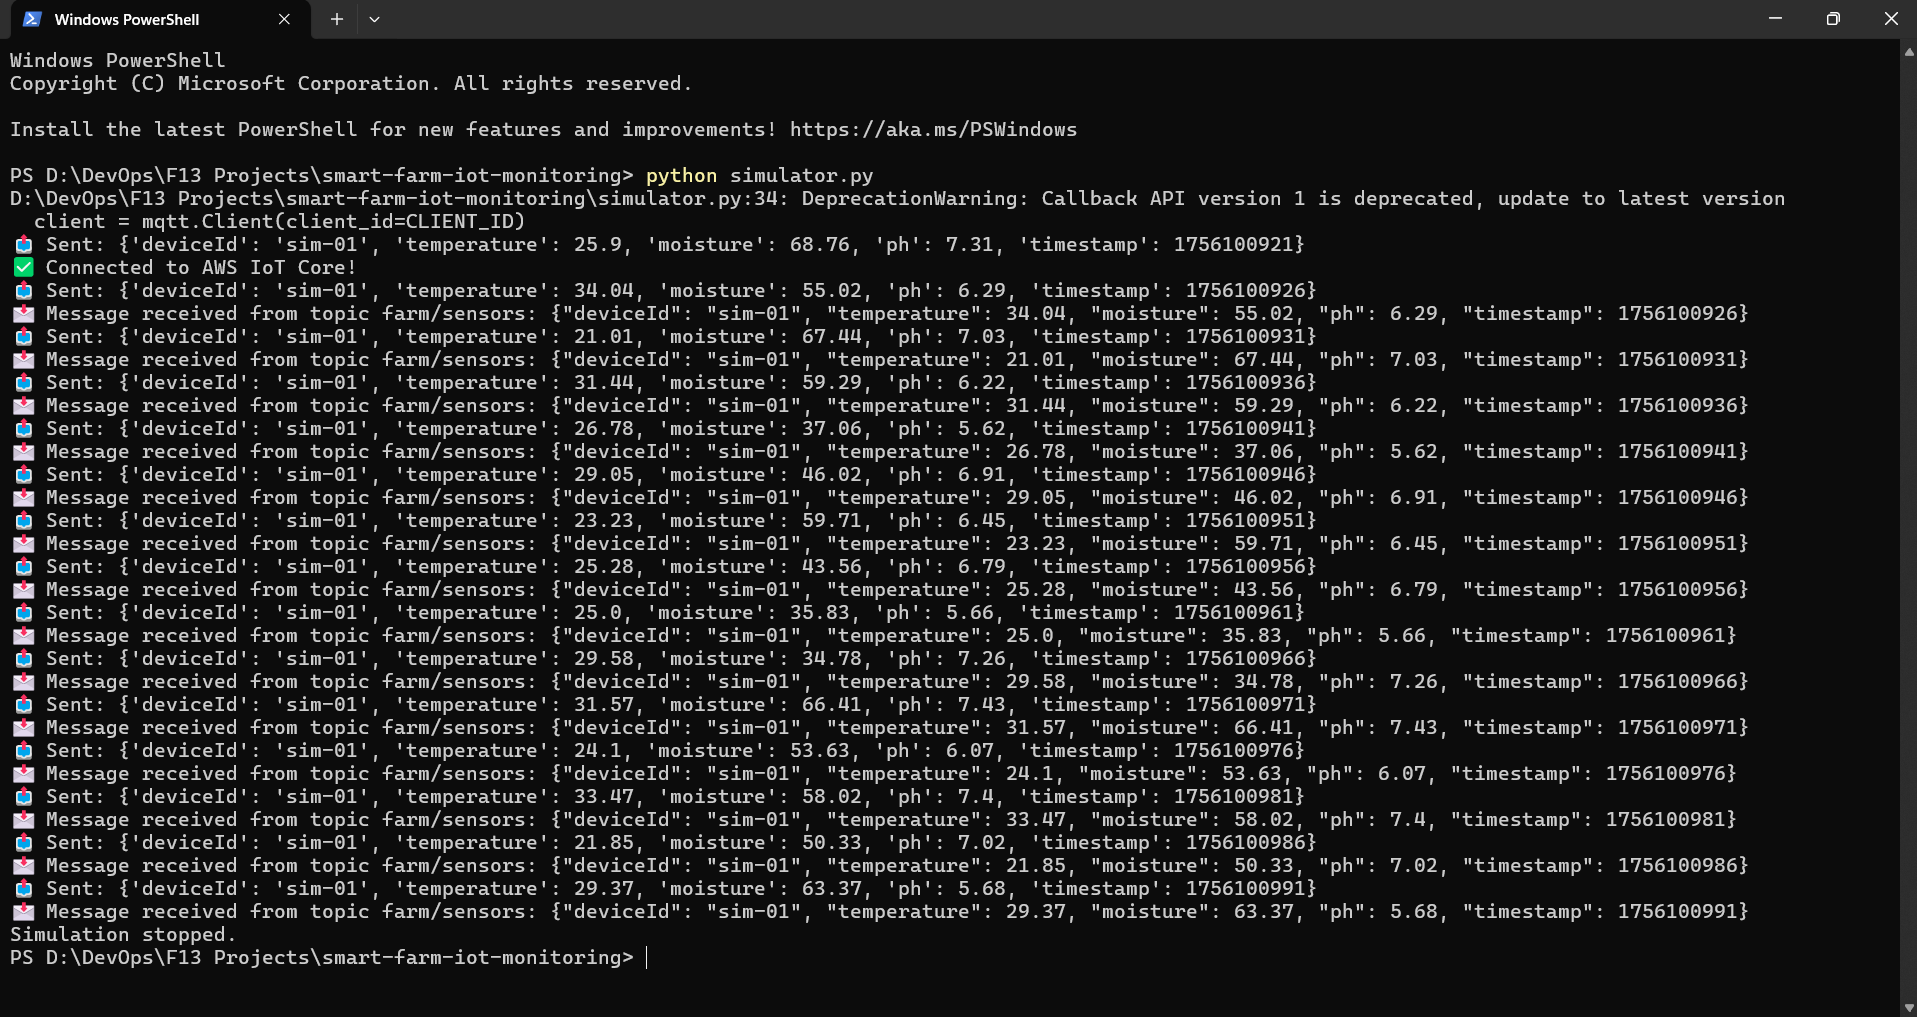 Windows PowerShell
Windows PowerShell
Copyright (C) Microsoft Corporation. All rights reserved.
Install the latest PowerShell for new features and improvements! https://aka.ms/PSWindows
PS D:\DevOps\F13 Projects\smart-farm-iot-monitoring> python simulator.py
D:\DevOps\F13 Projects\smart-farm-iot-monitoring\simulator.py:34: DeprecationWarning: Callback API version 1 is deprecated, update to latest version
  client = mqtt.Client(client_id=CLIENT_ID)
📤 Sent: {'deviceId': 'sim-01', 'temperature': 25.9, 'moisture': 68.76, 'ph': 7.31, 'timestamp': 1756100921}
✅ Connected to AWS IoT Core!
📤 Sent: {'deviceId': 'sim-01', 'temperature': 34.04, 'moisture': 55.02, 'ph': 6.29, 'timestamp': 1756100926}
📩 Message received from topic farm/sensors: {"deviceId": "sim-01", "temperature": 34.04, "moisture": 55.02, "ph": 6.29, "timestamp": 1756100926}
📤 Sent: {'deviceId': 'sim-01', 'temperature': 21.01, 'moisture': 67.44, 'ph': 7.03, 'timestamp': 1756100931}
📩 Message received from topic farm/sensors: {"deviceId": "sim-01", "temperature": 21.01, "moisture": 67.44, "ph": 7.03, "timestamp": 1756100931}
📤 Sent: {'deviceId': 'sim-01', 'temperature': 31.44, 'moisture': 59.29, 'ph': 6.22, 'timestamp': 1756100936}
📩 Message received from topic farm/sensors: {"deviceId": "sim-01", "temperature": 31.44, "moisture": 59.29, "ph": 6.22, "timestamp": 1756100936}
📤 Sent: {'deviceId': 'sim-01', 'temperature': 26.78, 'moisture': 37.06, 'ph': 5.62, 'timestamp': 1756100941}
📩 Message received from topic farm/sensors: {"deviceId": "sim-01", "temperature": 26.78, "moisture": 37.06, "ph": 5.62, "timestamp": 1756100941}
📤 Sent: {'deviceId': 'sim-01', 'temperature': 29.05, 'moisture': 46.02, 'ph': 6.91, 'timestamp': 1756100946}
📩 Message received from topic farm/sensors: {"deviceId": "sim-01", "temperature": 29.05, "moisture": 46.02, "ph": 6.91, "timestamp": 1756100946}
📤 Sent: {'deviceId': 'sim-01', 'temperature': 23.23, 'moisture': 59.71, 'ph': 6.45, 'timestamp': 1756100951}
📩 Message received from topic farm/sensors: {"deviceId": "sim-01", "temperature": 23.23, "moisture": 59.71, "ph": 6.45, "timestamp": 1756100951}
📤 Sent: {'deviceId': 'sim-01', 'temperature': 25.28, 'moisture': 43.56, 'ph': 6.79, 'timestamp': 1756100956}
📩 Message received from topic farm/sensors: {"deviceId": "sim-01", "temperature": 25.28, "moisture": 43.56, "ph": 6.79, "timestamp": 1756100956}
📤 Sent: {'deviceId': 'sim-01', 'temperature': 25.0, 'moisture': 35.83, 'ph': 5.66, 'timestamp': 1756100961}
📩 Message received from topic farm/sensors: {"deviceId": "sim-01", "temperature": 25.0, "moisture": 35.83, "ph": 5.66, "timestamp": 1756100961}
📤 Sent: {'deviceId': 'sim-01', 'temperature': 29.58, 'moisture': 34.78, 'ph': 7.26, 'timestamp': 1756100966}
📩 Message received from topic farm/sensors: {"deviceId": "sim-01", "temperature": 29.58, "moisture": 34.78, "ph": 7.26, "timestamp": 1756100966}
📤 Sent: {'deviceId': 'sim-01', 'temperature': 31.57, 'moisture': 66.41, 'ph': 7.43, 'timestamp': 1756100971}
📩 Message received from topic farm/sensors: {"deviceId": "sim-01", "temperature": 31.57, "moisture": 66.41, "ph": 7.43, "timestamp": 1756100971}
📤 Sent: {'deviceId': 'sim-01', 'temperature': 24.1, 'moisture': 53.63, 'ph': 6.07, 'timestamp': 1756100976}
📩 Message received from topic farm/sensors: {"deviceId": "sim-01", "temperature": 24.1, "moisture": 53.63, "ph": 6.07, "timestamp": 1756100976}
📤 Sent: {'deviceId': 'sim-01', 'temperature': 33.47, 'moisture': 58.02, 'ph': 7.4, 'timestamp': 1756100981}
📩 Message received from topic farm/sensors: {"deviceId": "sim-01", "temperature": 33.47, "moisture": 58.02, "ph": 7.4, "timestamp": 1756100981}
📤 Sent: {'deviceId': 'sim-01', 'temperature': 21.85, 'moisture': 50.33, 'ph': 7.02, 'timestamp': 1756100986}
📩 Message received from topic farm/sensors: {"deviceId": "sim-01", "temperature": 21.85, "moisture": 50.33, "ph": 7.02, "timestamp": 1756100986}
📤 Sent: {'deviceId': 'sim-01', 'temperature': 29.37, 'moisture': 63.37, 'ph': 5.68, 'timestamp': 1756100991}
📩 Message received from topic farm/sensors: {"deviceId": "sim-01", "temperature": 29.37, "moisture": 63.37, "ph": 5.68, "timestamp": 1756100991}
Simulation stopped.
PS D:\DevOps\F13 Projects\smart-farm-iot-monitoring>